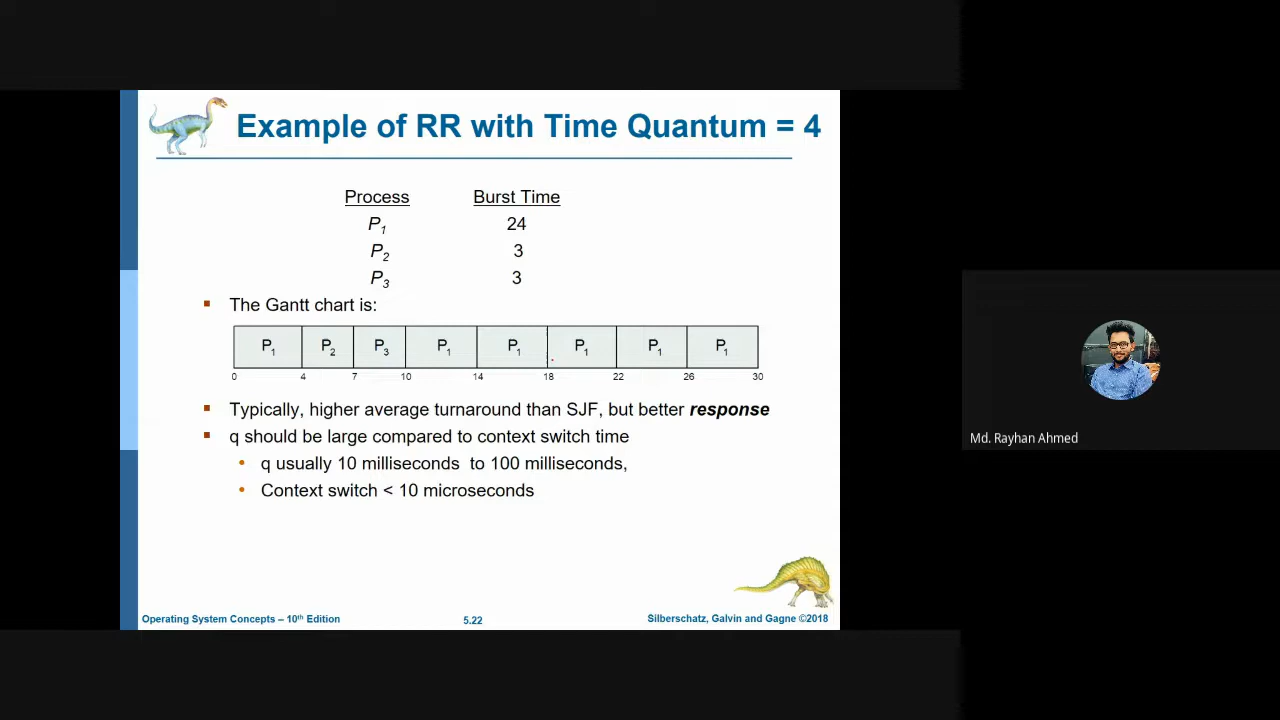 Example of RR with Time Quantum = 4
Process Burst Time
P1 24
P2 3
P3 3
▪ The Gantt chart is:
P1 P2 P3 P1 P1 P1 P1 P1
0 4 7 10 14 18 22 26 30
▪ Typically, higher average turnaround than SJF, but better response
▪ q should be large compared to context switch time
• q usually 10 milliseconds to 100 milliseconds,
• Context switch < 10 microseconds
Operating System Concepts – 10th Edition 5.22 Silberschatz, Galvin and Gagne ©2018
Md. Rayhan Ahmed